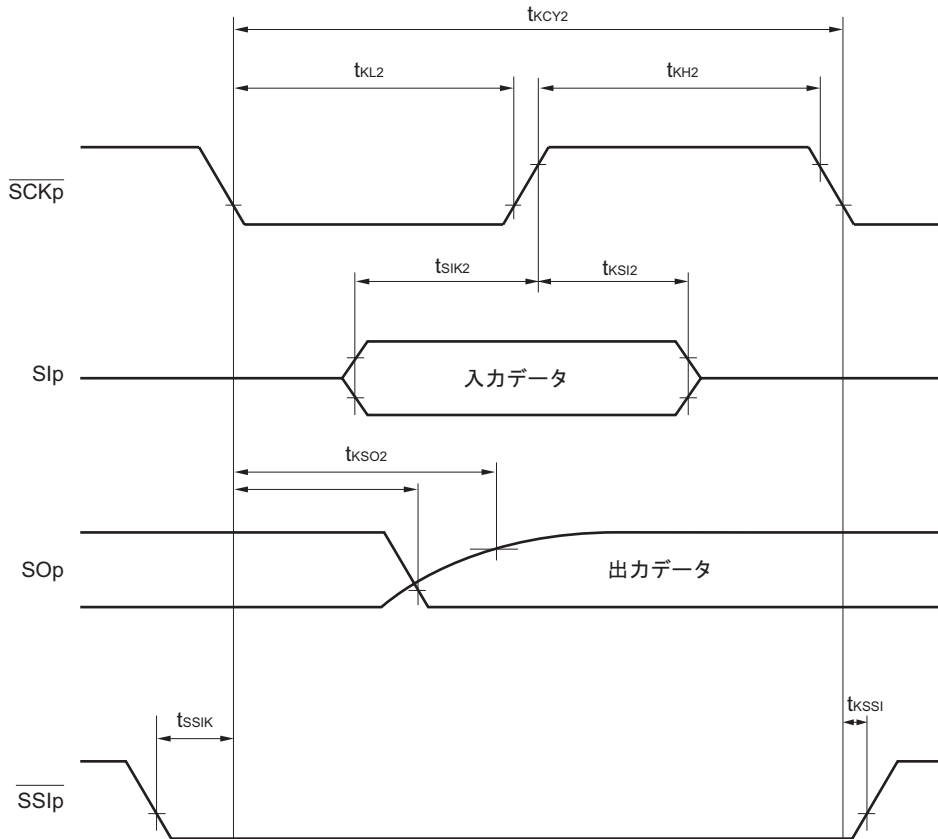 tKCY2
tKL2
tKH2
SCKp
tSIK2
tKSI2
SIp
入力データ
tKSO2
SOp
出力データ
tSSIK
tKSSI
SSIp